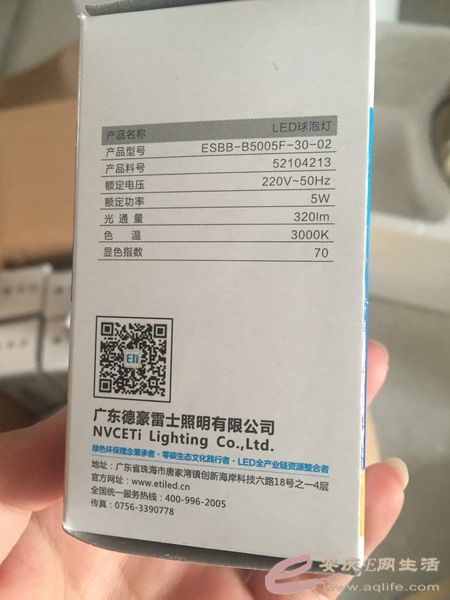 产品名称 LED球泡灯
产品型号 ESBB-B5005F-30-02
产品料号 52104213
额定电压 220V~50Hz
额定功率 5W
光通量 320lm
色温 3000K
显色指数 70
ETI
广东德豪雷士照明有限公司
NVCETi Lighting Co.,Ltd.
绿色环保理念秉承者·零碳生态文化践行者·LED全产业链资源整合者
地址：广东省珠海市唐家湾镇创新海岸科技六路18号之一4层
官方网址：www.etiled.cn
全国统一服务热线：400-996-2005
传真：0756-3390778
安庆E网生活
www.aqlife.com